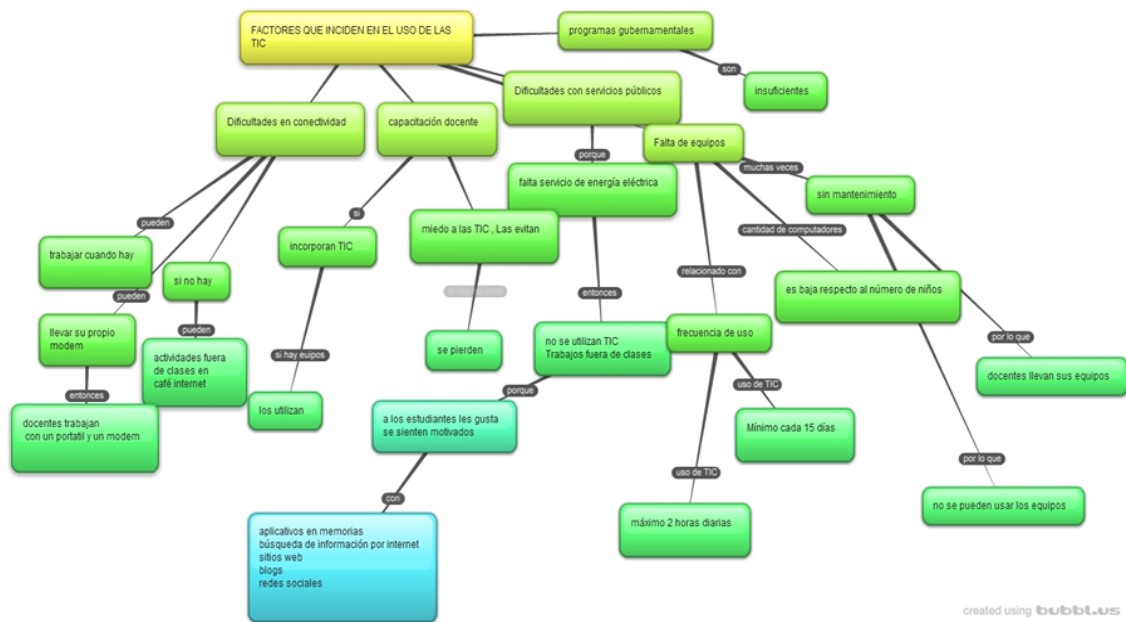 FACTORES QUE INCIDEN EN EL USO DE LAS
TIC
programas gubernamentales
son
insuficientes
Dificultades con servicios públicos
Dificultades en conectividad
capacitación docente
Falta de equipos
porque
muchas veces
falta servicio de energía eléctrica
sin mantenimiento
pueden
si
miedo a las TIC , Las evitan
cantidad de computadores
trabajar cuando hay
incorporan TIC
relacionado con
pueden
si no hay
es baja respecto al número de niños
si hay equipos
entonces
llevar su propio
modem
pueden
frecuencia de uso
por lo que
no se utilizan TIC
Trabajos fuera de clases
se pierden
si hay euipos
actividades fuera
de clases en
café internet
docentes llevan sus equipos
entonces
porque
uso de TIC
los utilizan
docentes trabajan
con un portatil y un modem
a los estudiantes les gusta
se sienten motivados
Mínimo cada 15 días
por lo que
uso de TIC
con
no se pueden usar los equipos
máximo 2 horas diarias
aplicativos en memorias
búsqueda de información por internet
sitios web
blogs
redes sociales
created using bubbl.us